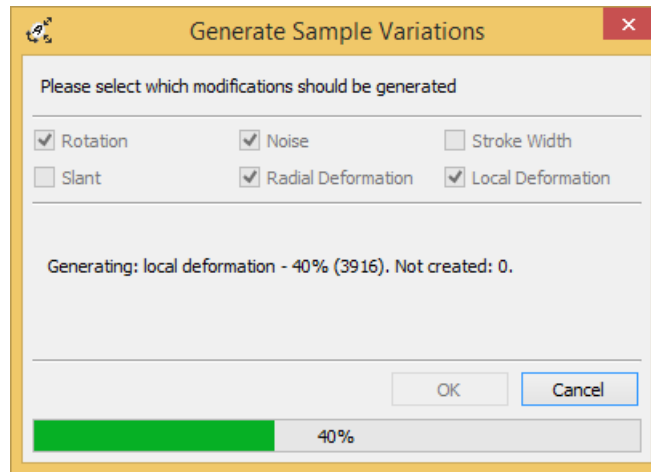 Generate Sample Variations
Please select which modifications should be generated
Rotation Noise Stroke Width
Slant Radial Deformation Local Deformation
Generating: local deformation - 40% (3916). Not created: 0.
OK Cancel
40%